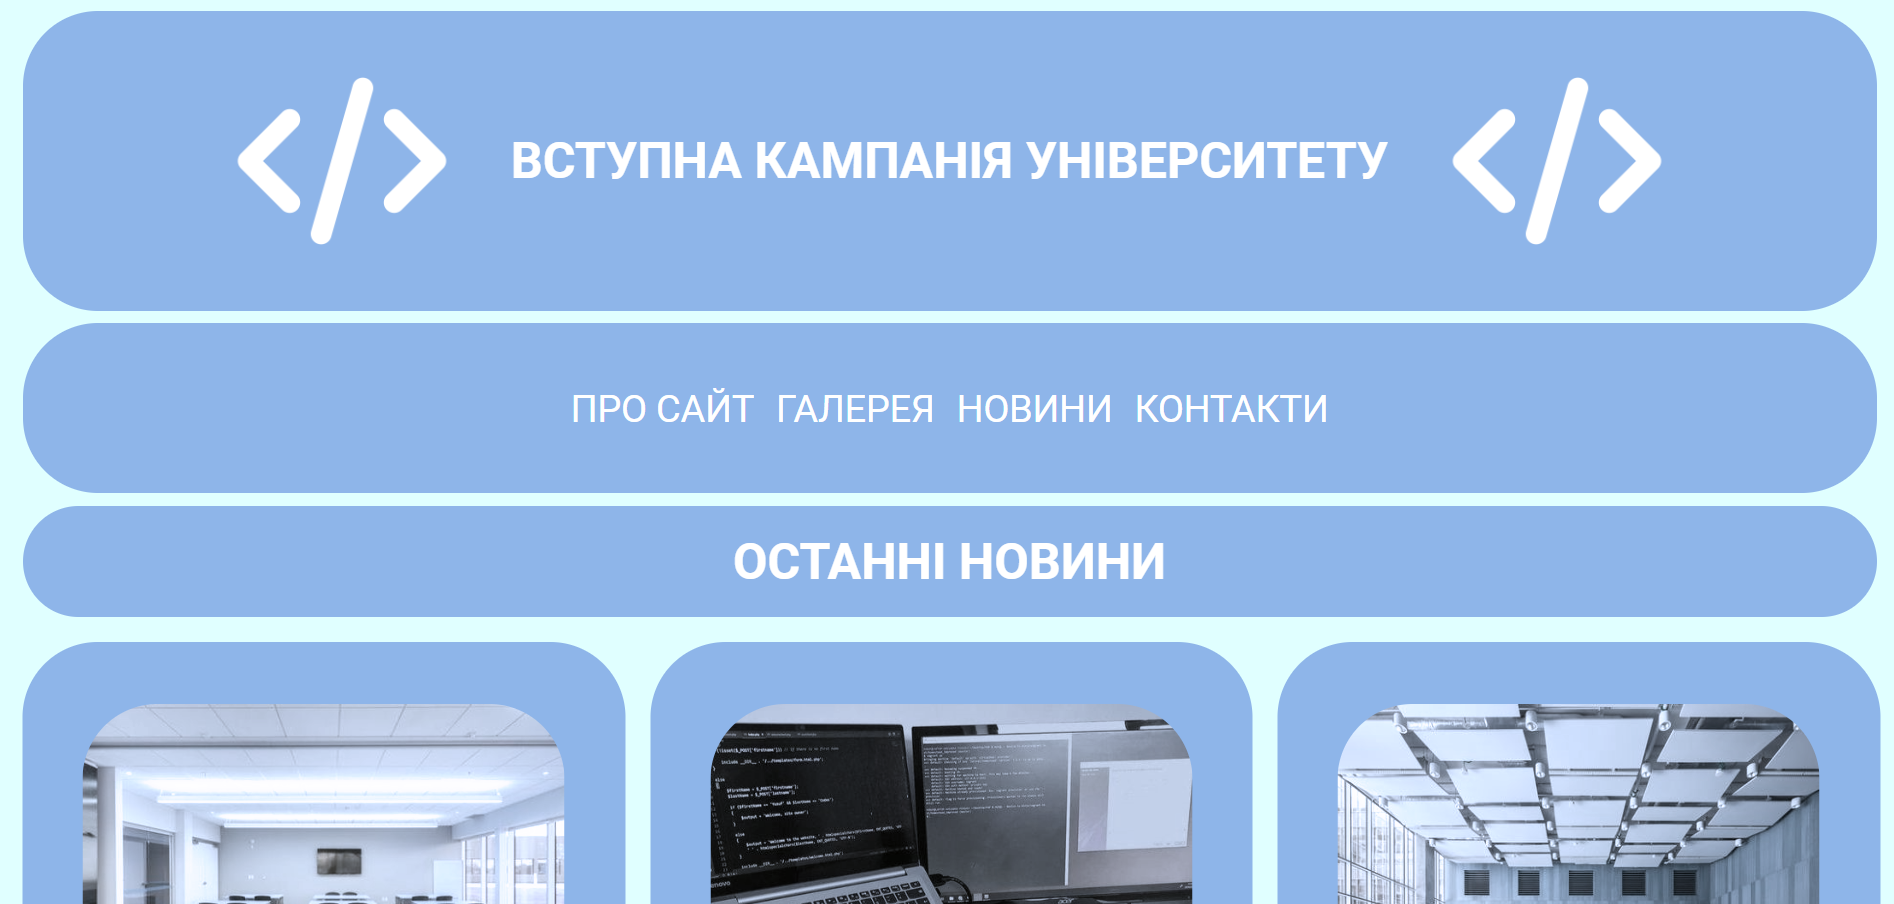 ВСТУПНА КАМПАНІЯ УНІВЕРСИТЕТУ
ПРО САЙТ ГАЛЕРЕЯ НОВИНИ КОНТАКТИ
ОСТАННІ НОВИНИ